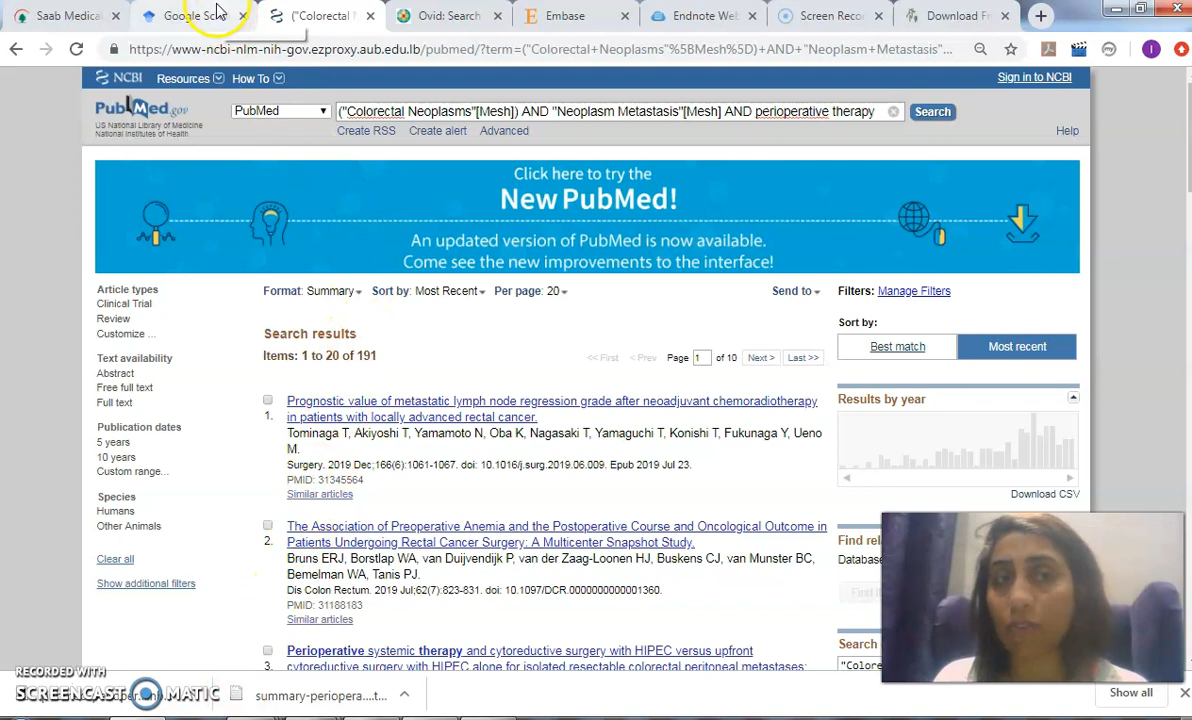 Saab Medica
Google Sch
("Colorectal
Ovid: Search
Embase
Endnote Web
Screen Reco
Download F
https://www-ncbi-nlm-nih-gov.ezproxy.aub.edu.lb/pubmed/?term=("Colorectal+Neoplasms"%5BMesh%5D)+AND+"Neoplasm+Metastasis"...
NCBI Resources How To Sign in to NCBI
PubMed.gov
US National Library of Medicine
National Institutes of Health
PubMed
("Colorectal Neoplasms"[Mesh]) AND "Neoplasm Metastasis"[Mesh] AND perioperative therapy
Search
Create RSS Create alert Advanced Help
Click here to try the
New PubMed!
An updated version of PubMed is now available.
Come see the new improvements to the interface!
Article types
Clinical Trial
Review
Customize ...
Text availability
Abstract
Free full text
Full text
Publication dates
5 years
10 years
Custom range...
Species
Humans
Other Animals
Clear all
Show additional filters
Format: Summary Sort by: Most Recent Per page: 20 Send to
Search results
Items: 1 to 20 of 191
<< First < Prev Page 1 of 10 Next > Last >>
Prognostic value of metastatic lymph node regression grade after neoadjuvant chemoradiotherapy
1. in patients with locally advanced rectal cancer.
Tominaga T, Akiyoshi T, Yamamoto N, Oba K, Nagasaki T, Yamaguchi T, Konishi T, Fukunaga Y, Ueno
M.
Surgery. 2019 Dec;166(6):1061-1067. doi: 10.1016/j.surg.2019.06.009. Epub 2019 Jul 23.
PMID: 31345564
Similar articles
The Association of Preoperative Anemia and the Postoperative Course and Oncological Outcome in
2. Patients Undergoing Rectal Cancer Surgery: A Multicenter Snapshot Study.
Bruns ERJ, Borstlap WA, van Duijvendijk P, van der Zaag-Loonen HJ, Buskens CJ, van Munster BC,
Bemelman WA, Tanis PJ.
Dis Colon Rectum. 2019 Jul;62(7):823-831. doi: 10.1097/DCR.0000000000001360.
PMID: 31188183
Similar articles
Perioperative systemic therapy and cytoreductive surgery with HIPEC versus upfront
3. cytoreductive surgery with HIPEC alone for isolated resectable colorectal peritoneal metastases:
Filters: Manage Filters
Sort by:
Best match Most recent
Results by year
Download CSV
Find rel
Database
Find it
Search
"Colore
RECORDED WITH
SCREENCAST MATIC
summary-periopera....t...
Show all